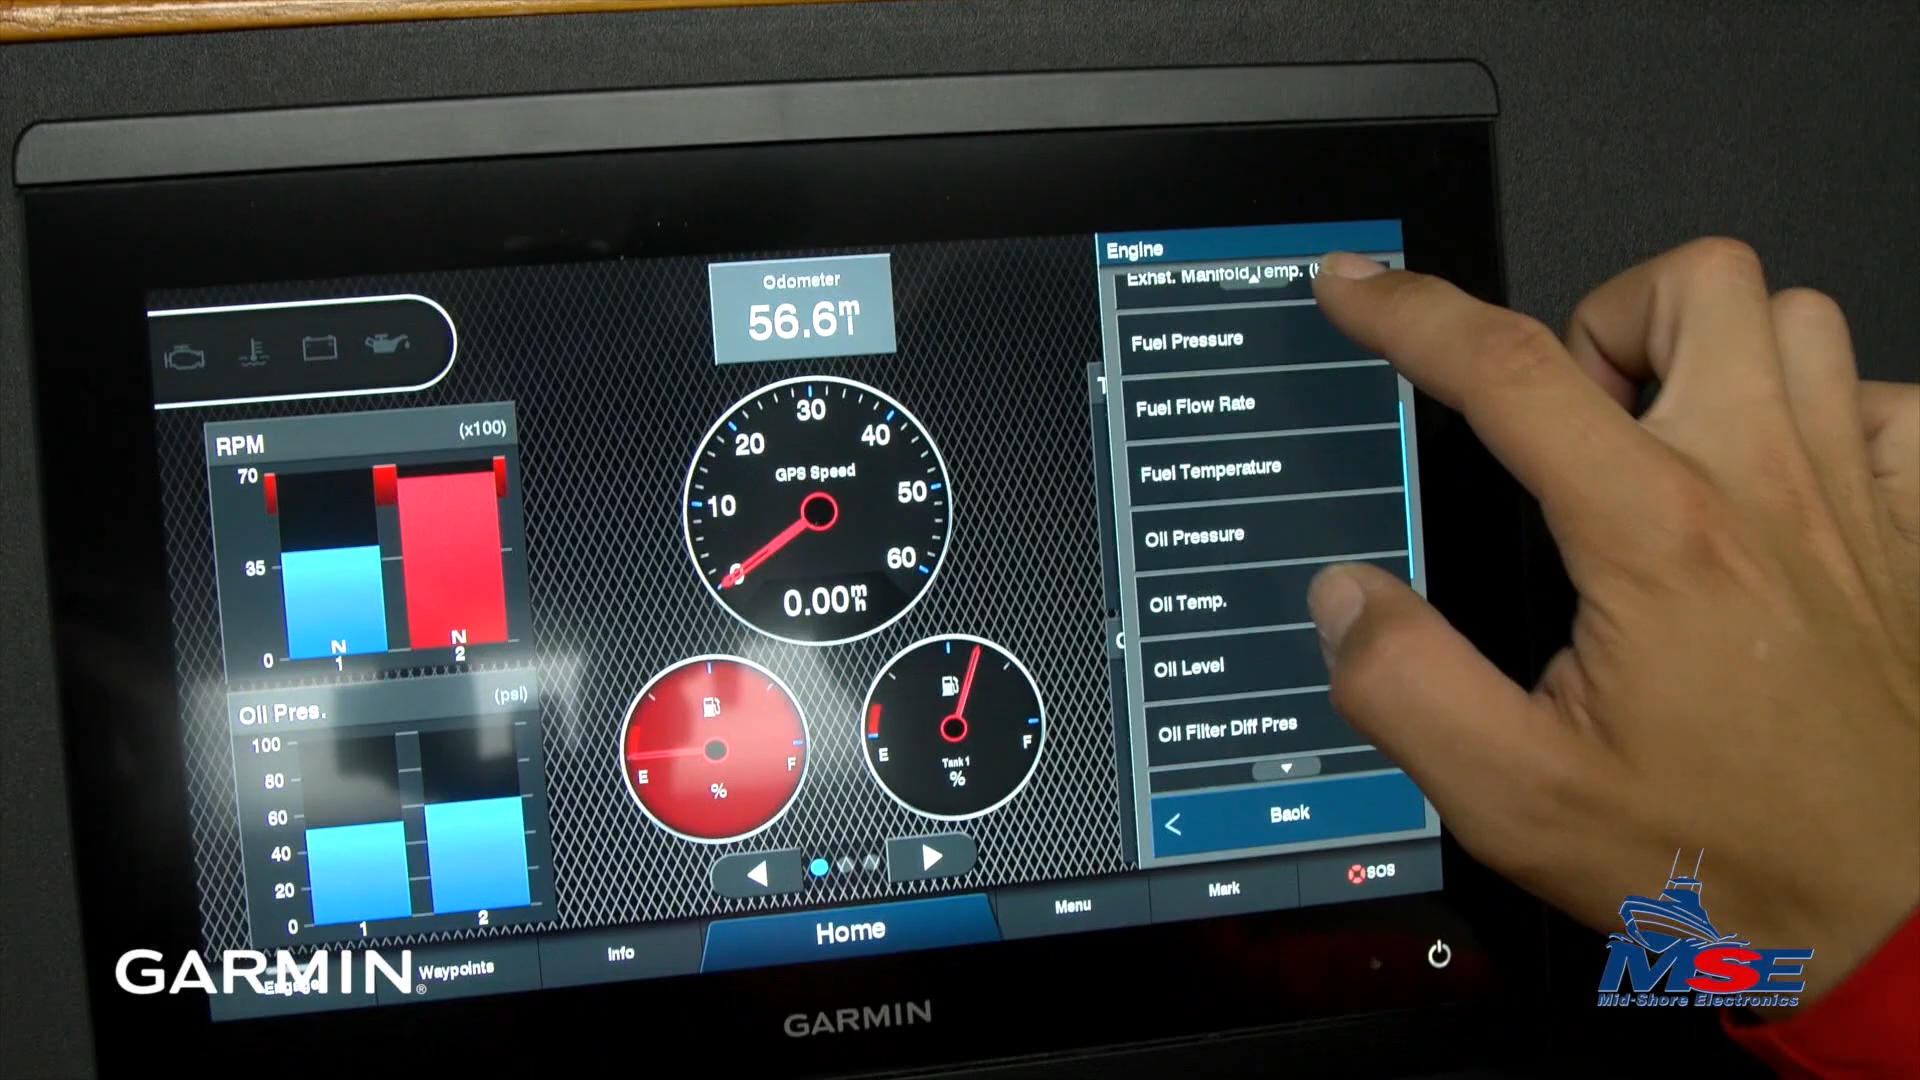 Odometer
56.6 m i
RPM (x100)
70
35
0
N 1
N 2
Oil Pres. (psi)
100
80
60
40
20
0
1
2
0
10
20
30
40
50
60
GPS Speed
0.00 m h
E F
%
E F
Tank 1
%
Engine
Exhst. Manifold Temp.
Fuel Pressure
Fuel Flow Rate
Fuel Temperature
Oil Pressure
Oil Temp.
Oil Level
Oil Filter Diff Pres
< Back
Waypoints
Info
Home
Menu
Mark
SOS
GARMIN
GARMIN®
MSE
Mid-Shore Electronics